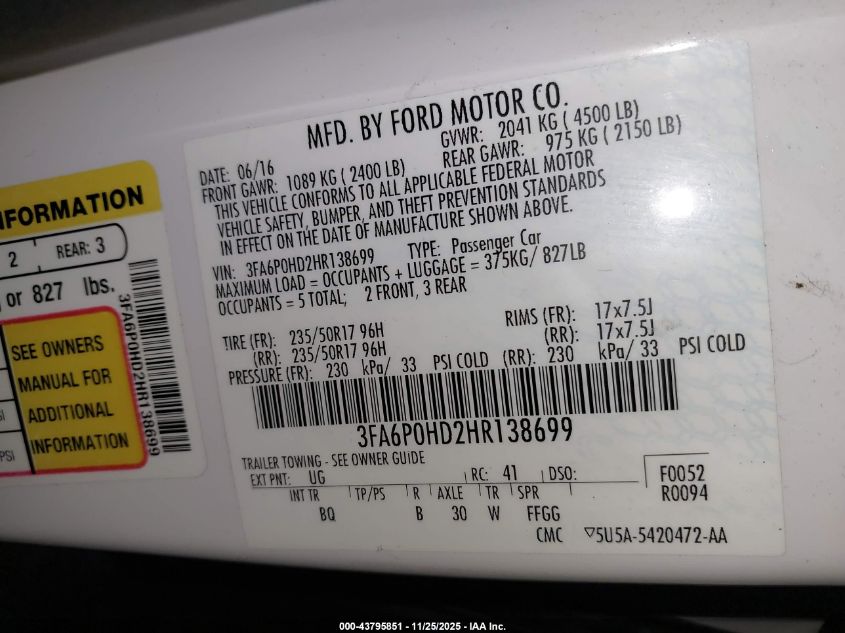 MFD. BY FORD MOTOR CO.
DATE: 06/16 GVWR: 2041 KG ( 4500 LB)
FRONT GAWR: 1089 KG ( 2400 LB) REAR GAWR: 975 KG ( 2150 LB)
THIS VEHICLE CONFORMS TO ALL APPLICABLE FEDERAL MOTOR
VEHICLE SAFETY, BUMPER, AND THEFT PREVENTION STANDARDS
IN EFFECT ON THE DATE OF MANUFACTURE SHOWN ABOVE.
VIN: 3FA6P0HD2HR138699 TYPE: Passenger Car
MAXIMUM LOAD = OCCUPANTS + LUGGAGE = 375KG/ 827LB
OCCUPANTS = 5 TOTAL; 2 FRONT, 3 REAR
TIRE (FR): 235/50R17 96H RIMS (FR): 17x7.5J
(RR): 235/50R17 96H (RR): 17x7.5J
PRESSURE (FR): 230 kPa/ 33 PSI COLD (RR): 230 kPa/ 33 PSI COLD
3FA6P0HD2HR138699
TRAILER TOWING - SEE OWNER GUIDE
EXT PNT: UG RC: 41 DSO: F0052
R0094
INT TR TP/PS R AXLE TR SPR
BQ B 30 W FFGG
CMC ▽5U5A-5420472-AA
NFORMATION
2 REAR: 3
or 827 lbs.
SEE OWNERS
MANUAL FOR
ADDITIONAL
INFORMATION
PSI
3FA6P0HD2HR138699
000-43795851 - 11/25/2025 - IAA Inc.